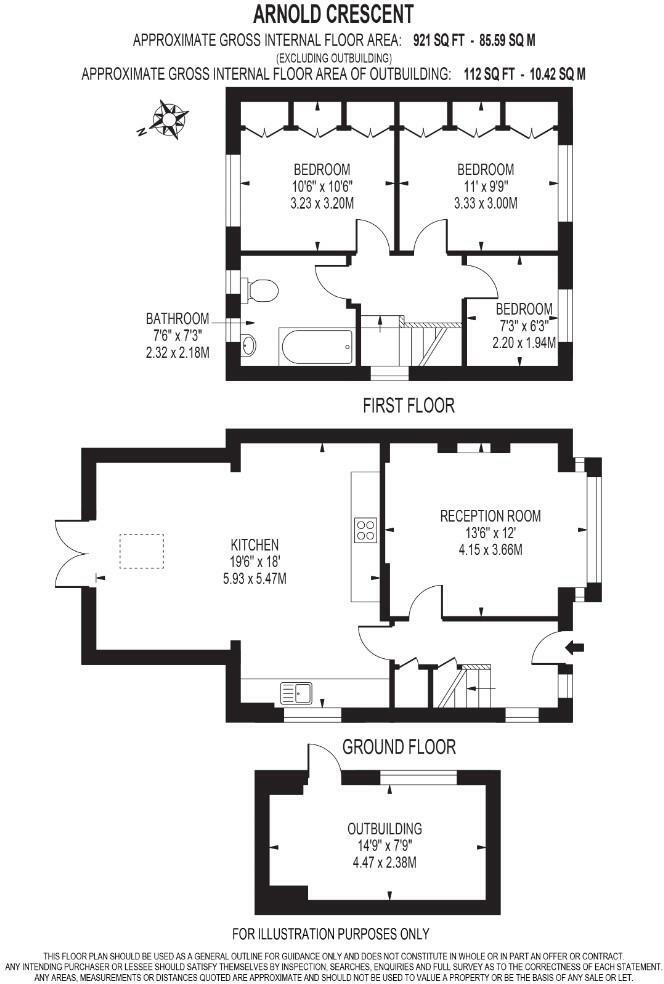 ARNOLD CRESCENT
APPROXIMATE GROSS INTERNAL FLOOR AREA: 921 SQ FT - 85.59 SQ M
(EXCLUDING OUTBUILDING)
APPROXIMATE GROSS INTERNAL FLOOR AREA OF OUTBUILDING: 112 SQ FT - 10.42 SQ M
N
BEDROOM
10'6" x 10'6"
3.23 x 3.20M
BEDROOM
11' x 9'9"
3.33 x 3.00M
BATHROOM
7'6" x 7'3"
2.32 x 2.18M
BEDROOM
7'3" x 6'3"
2.20 x 1.94M
FIRST FLOOR
KITCHEN
19'6" x 18'
5.93 x 5.47M
RECEPTION ROOM
13'6" x 12'
4.15 x 3.66M
GROUND FLOOR
OUTBUILDING
14'9" x 7'9"
4.47 x 2.38M
FOR ILLUSTRATION PURPOSES ONLY
THIS FLOOR PLAN SHOULD BE USED AS A GENERAL OUTLINE FOR GUIDANCE ONLY AND DOES NOT CONSTITUTE IN WHOLE OR IN PART AN OFFER OR CONTRACT.
ANY INTENDING PURCHASER OR LESSEE SHOULD SATISFY THEMSELVES BY INSPECTION, SEARCHES, ENQUIRIES AND FULL SURVEY AS TO THE CORRECTNESS OF EACH STATEMENT.
ANY AREAS, MEASUREMENTS OR DISTANCES QUOTED ARE APPROXIMATE AND SHOULD NOT BE USED TO VALUE A PROPERTY OR BE THE BASIS OF ANY SALE OR LET.